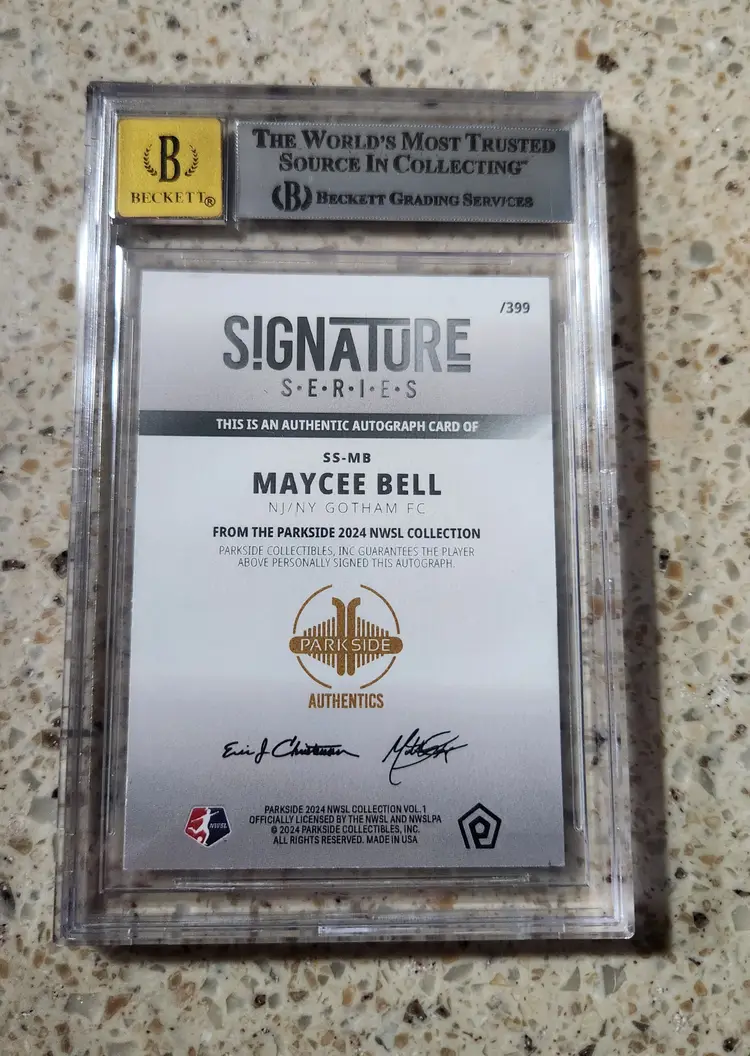 B
BECKETT®
THE WORLD'S MOST TRUSTED
SOURCE IN COLLECTING™
B BECKETT GRADING SERVICES
/399
SIGNATURE
S•E•R•I•E•S
THIS IS AN AUTHENTIC AUTOGRAPH CARD OF
SS-MB
MAYCEE BELL
NJ/NY GOTHAM FC
FROM THE PARKSIDE 2024 NWSL COLLECTION
PARKSIDE COLLECTIBLES, INC GUARANTEES THE PLAYER
ABOVE PERSONALLY SIGNED THIS AUTOGRAPH.
PARKSIDE
AUTHENTICS
Eric J
NWSL
PARKSIDE 2024 NWSL COLLECTION VOL.1
OFFICIALLY LICENSED BY THE NWSL AND NWSLPA
© 2024 PARKSIDE COLLECTIBLES, INC.
ALL RIGHTS RESERVED. MADE IN USA